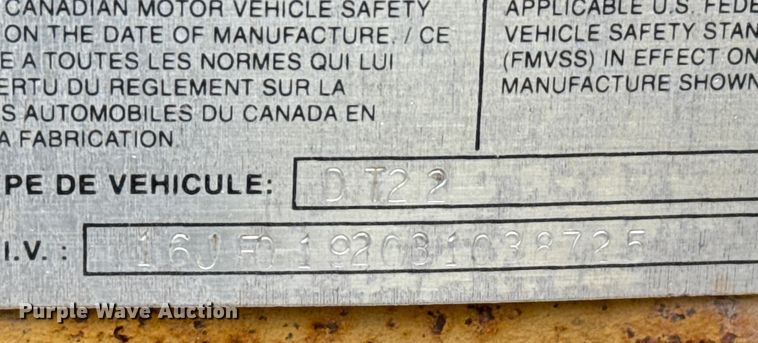 CANADIAN MOTOR VEHICLE SAFETY
ON THE DATE OF MANUFACTURE. / CE
E A TOUTES LES NORMES QUI LUI
ERTU DU REGLEMENT SUR LA
S AUTOMOBILES DU CANADA EN
A FABRICATION
APPLICABLE U.S. FEDE
VEHICLE SAFETY STAN
(FMVSS) IN EFFECT ON
MANUFACTURE SHOWN
PE DE VEHICULE: DT22
I.V. : 16JF01920B1038725
Purple Wave Auction